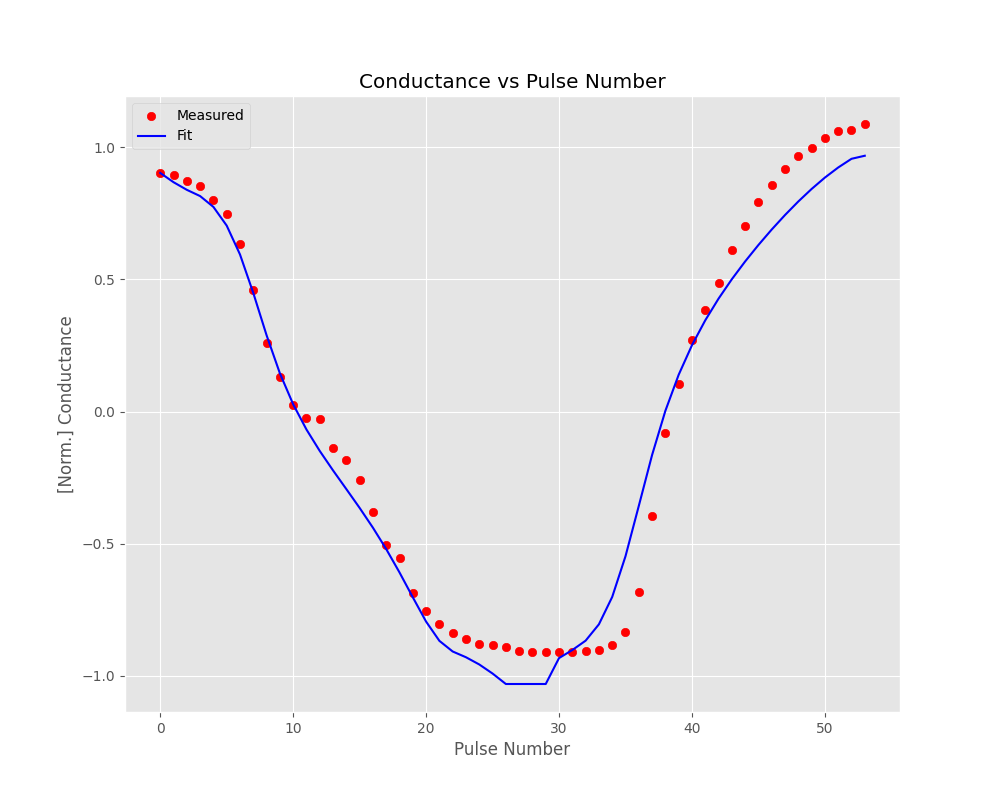 Conductance vs Pulse Number
Measured
Fit
1.0
0.5
0.0
−0.5
−1.0
[Norm.] Conductance
0 10 20 30 40 50
Pulse Number